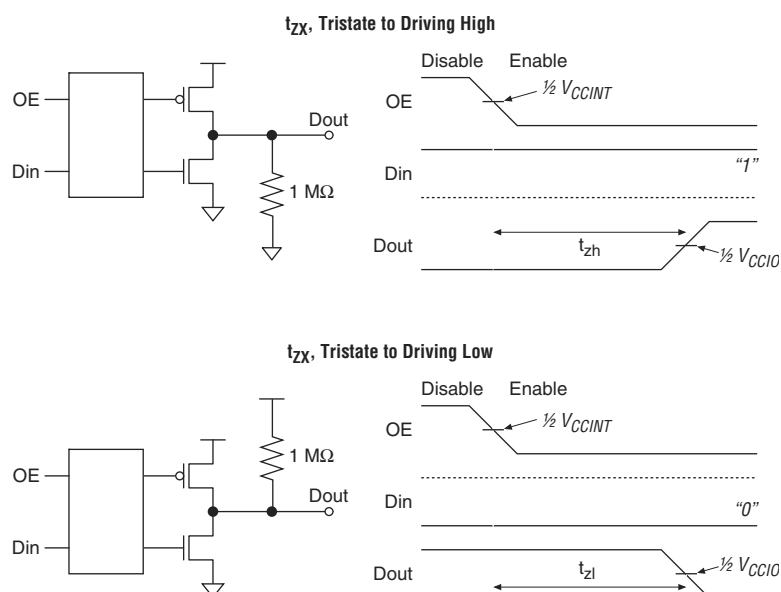 tZX, Tristate to Driving High
Disable Enable
OE
½ VCCINT
OE
Dout
Din
"1"
Din
1 MΩ
Dout
tzh
½ VCCIO
tZX, Tristate to Driving Low
Disable Enable
OE
½ VCCINT
1 MΩ
OE
Dout
Din
"0"
Din
Dout
tzl
½ VCCIO